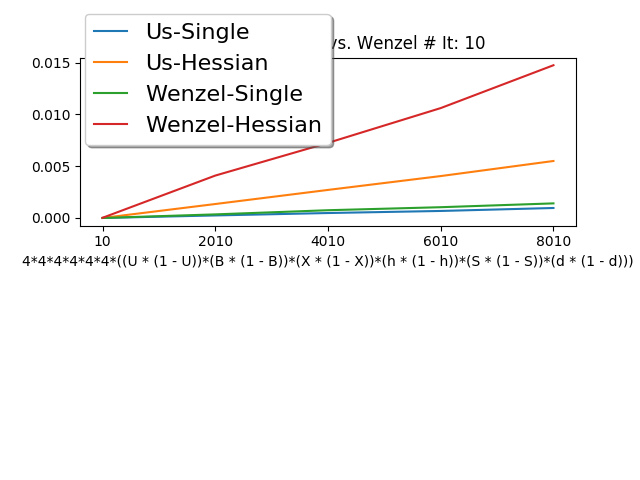 Us-Single
Us-Hessian
Wenzel-Single
Wenzel-Hessian
vs. Wenzel # It: 10
0.015
0.010
0.005
0.000
10 2010 4010 6010 8010
4*4*4*4*4*4*((U * (1 - U))*(B * (1 - B))*(X * (1 - X))*(h * (1 - h))*(S * (1 - S))*(d * (1 - d)))